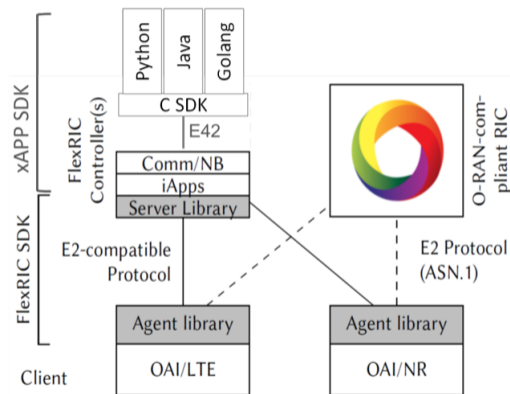 Python
Java
Golang
C SDK
E42
xAPP SDK
FlexRIC
Controller(s)
Comm/NB
iApps
Server Library
O-RAN-com-
pliant RIC
FlexRIC SDK
E2-compatible
Protocol
E2 Protocol
(ASN.1)
Agent library
Agent library
Client
OAI/LTE
OAI/NR